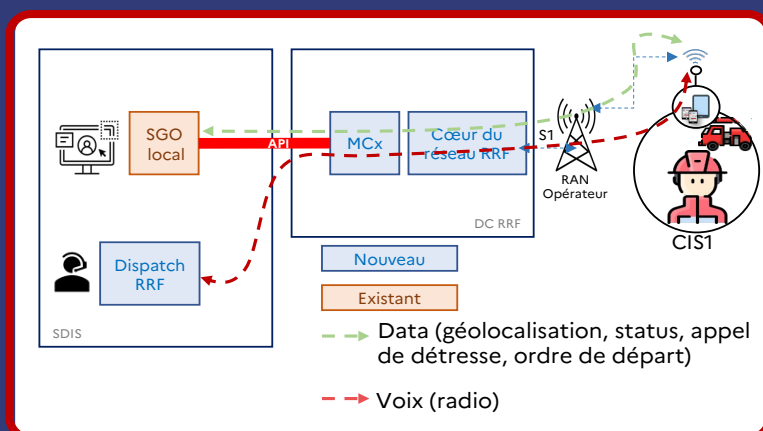 SGO
local
API
MCx
Cœur du
réseau RRF
S1
RAN
Opérateur
CIS1
DC RRF
Dispatch
RRF
SDIS
Nouveau
Existant
Data (géolocalisation, status, appel
de détresse, ordre de départ)
Voix (radio)